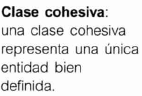 Clase cohesiva:
una clase cohesiva
representa una única
entidad bien
definida.